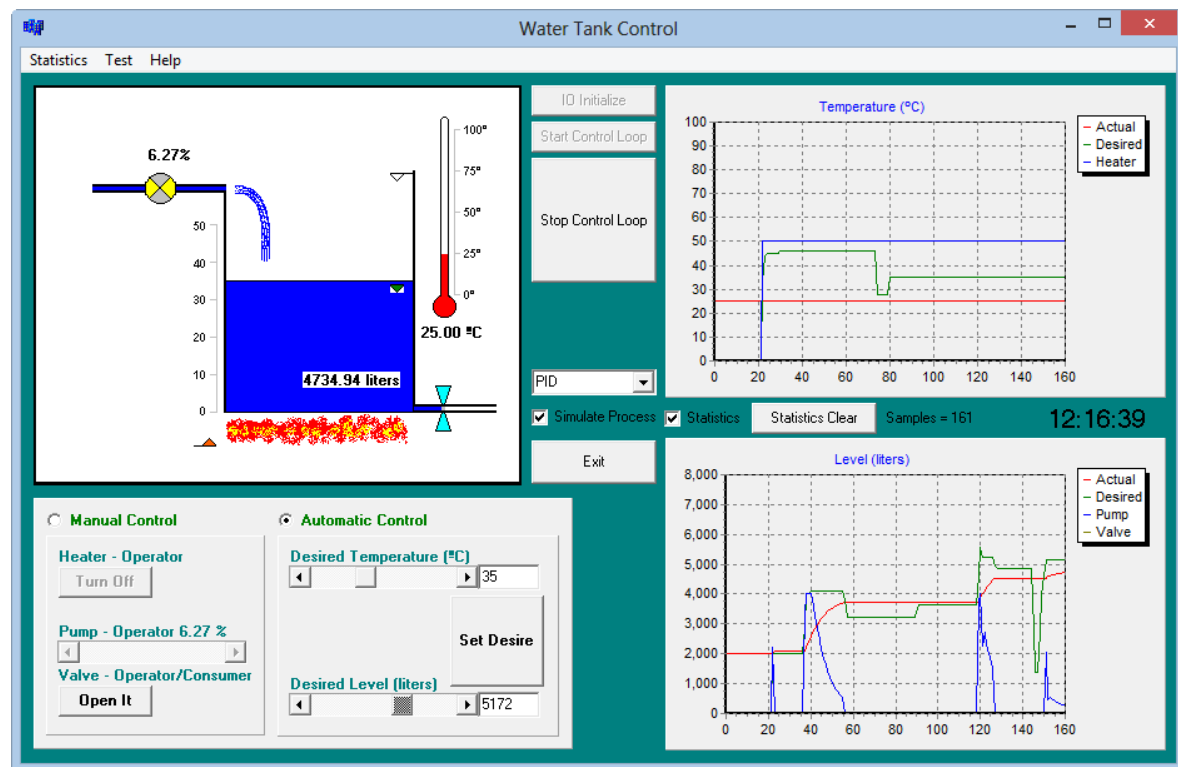 Water Tank Control
Statistics Test Help
6.27%
100°
75°
50°
25°
0°
25.00 ºC
50
40
30
20
10
0
4734.94 liters
IO Initialize
Start Control Loop
Stop Control Loop
PID
Simulate Process
Exit
Temperature (ºC)
100
90
80
70
60
50
40
30
20
10
0
0 20 40 60 80 100 120 140 160
Actual
Desired
Heater
Statistics
Statistics Clear
Samples = 161
12:16:39
Level (liters)
8,000
7,000
6,000
5,000
4,000
3,000
2,000
1,000
0
0 20 40 60 80 100 120 140 160
Actual
Desired
Pump
Valve
Manual Control
Heater - Operator
Turn Off
Pump - Operator 6.27 %
Valve - Operator/Consumer
Open It
Automatic Control
Desired Temperature (ºC)
35
Set Desire
Desired Level (liters)
5172